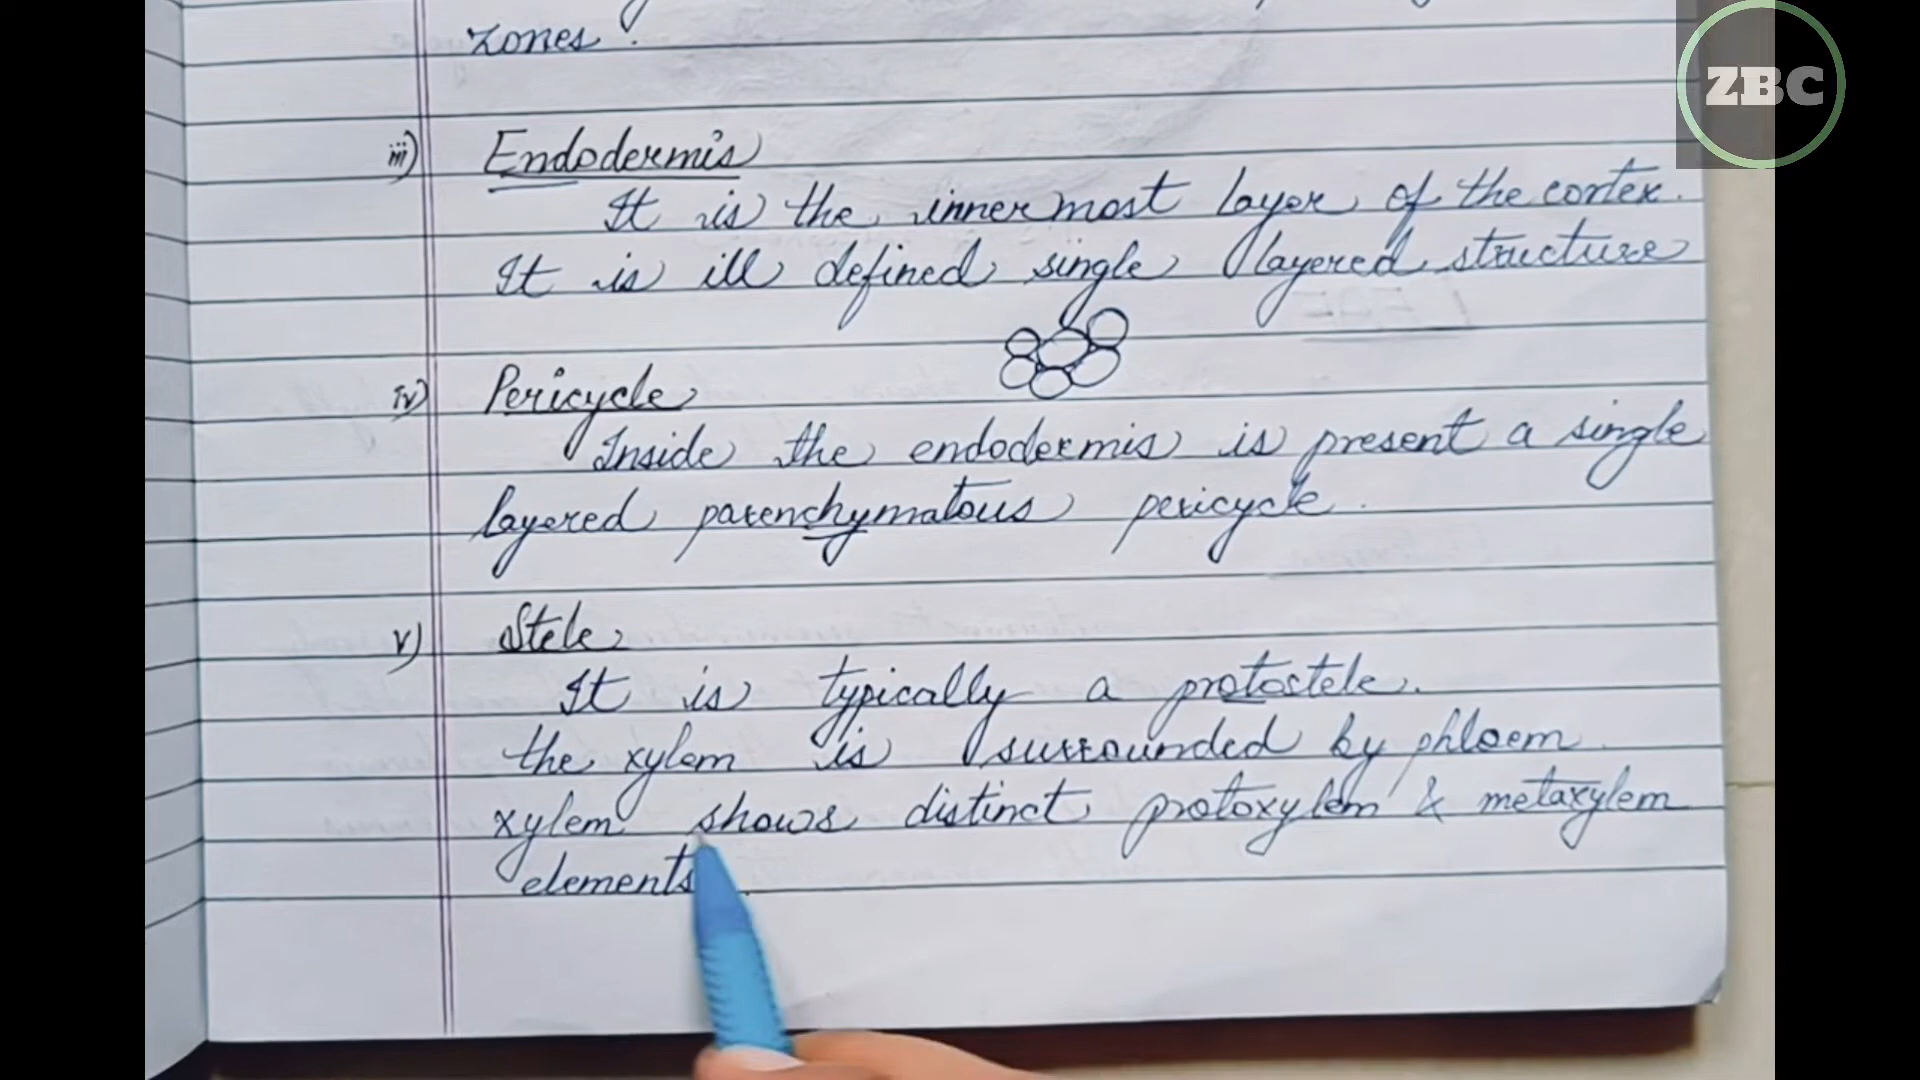 zones.
ZBC
iii) Endodermis
It is the innermost layer of the cortex.
It is ill defined single layered structure
iv) Pericycle
Inside the endodermis is present a single
layered parenchymatous pericycle.
v) Stele
It is typically a protostele.
the xylem is surrounded by phloem
xylem shows distinct protoxylem & metaxylem
elements